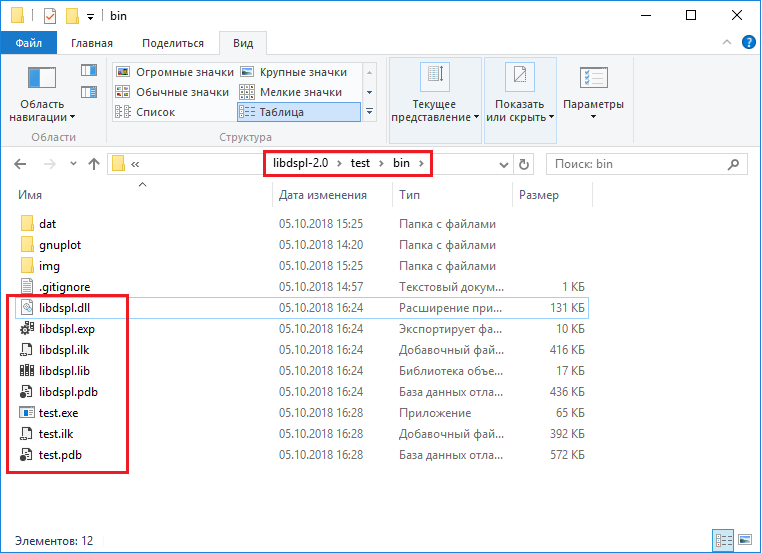 bin
Файл Главная Поделиться Вид
Огромные значки Крупные значки
Обычные значки Мелкие значки
Список Таблица
Область навигации
Текущее представление
Показать или скрыть
Параметры
Области Структура
« libdspl-2.0 test bin Поиск: bin
Имя Дата изменения Тип Размер
dat 05.10.2018 15:25 Папка с файлами
gnuplot 05.10.2018 14:20 Папка с файлами
img 05.10.2018 15:25 Папка с файлами
.gitignore 05.10.2018 14:57 Текстовый докум... 1 КБ
libdspl.dll 05.10.2018 16:24 Расширение при... 131 КБ
libdspl.exp 05.10.2018 16:24 Экспортирует фа... 10 КБ
libdspl.ilk 05.10.2018 16:24 Добавочный фай... 416 КБ
libdspl.lib 05.10.2018 16:24 Библиотека объе... 17 КБ
libdspl.pdb 05.10.2018 16:24 База данных отла... 436 КБ
test.exe 05.10.2018 16:28 Приложение 65 КБ
test.ilk 05.10.2018 16:28 Добавочный фай... 392 КБ
test.pdb 05.10.2018 16:28 База данных отла... 572 КБ
Элементов: 12